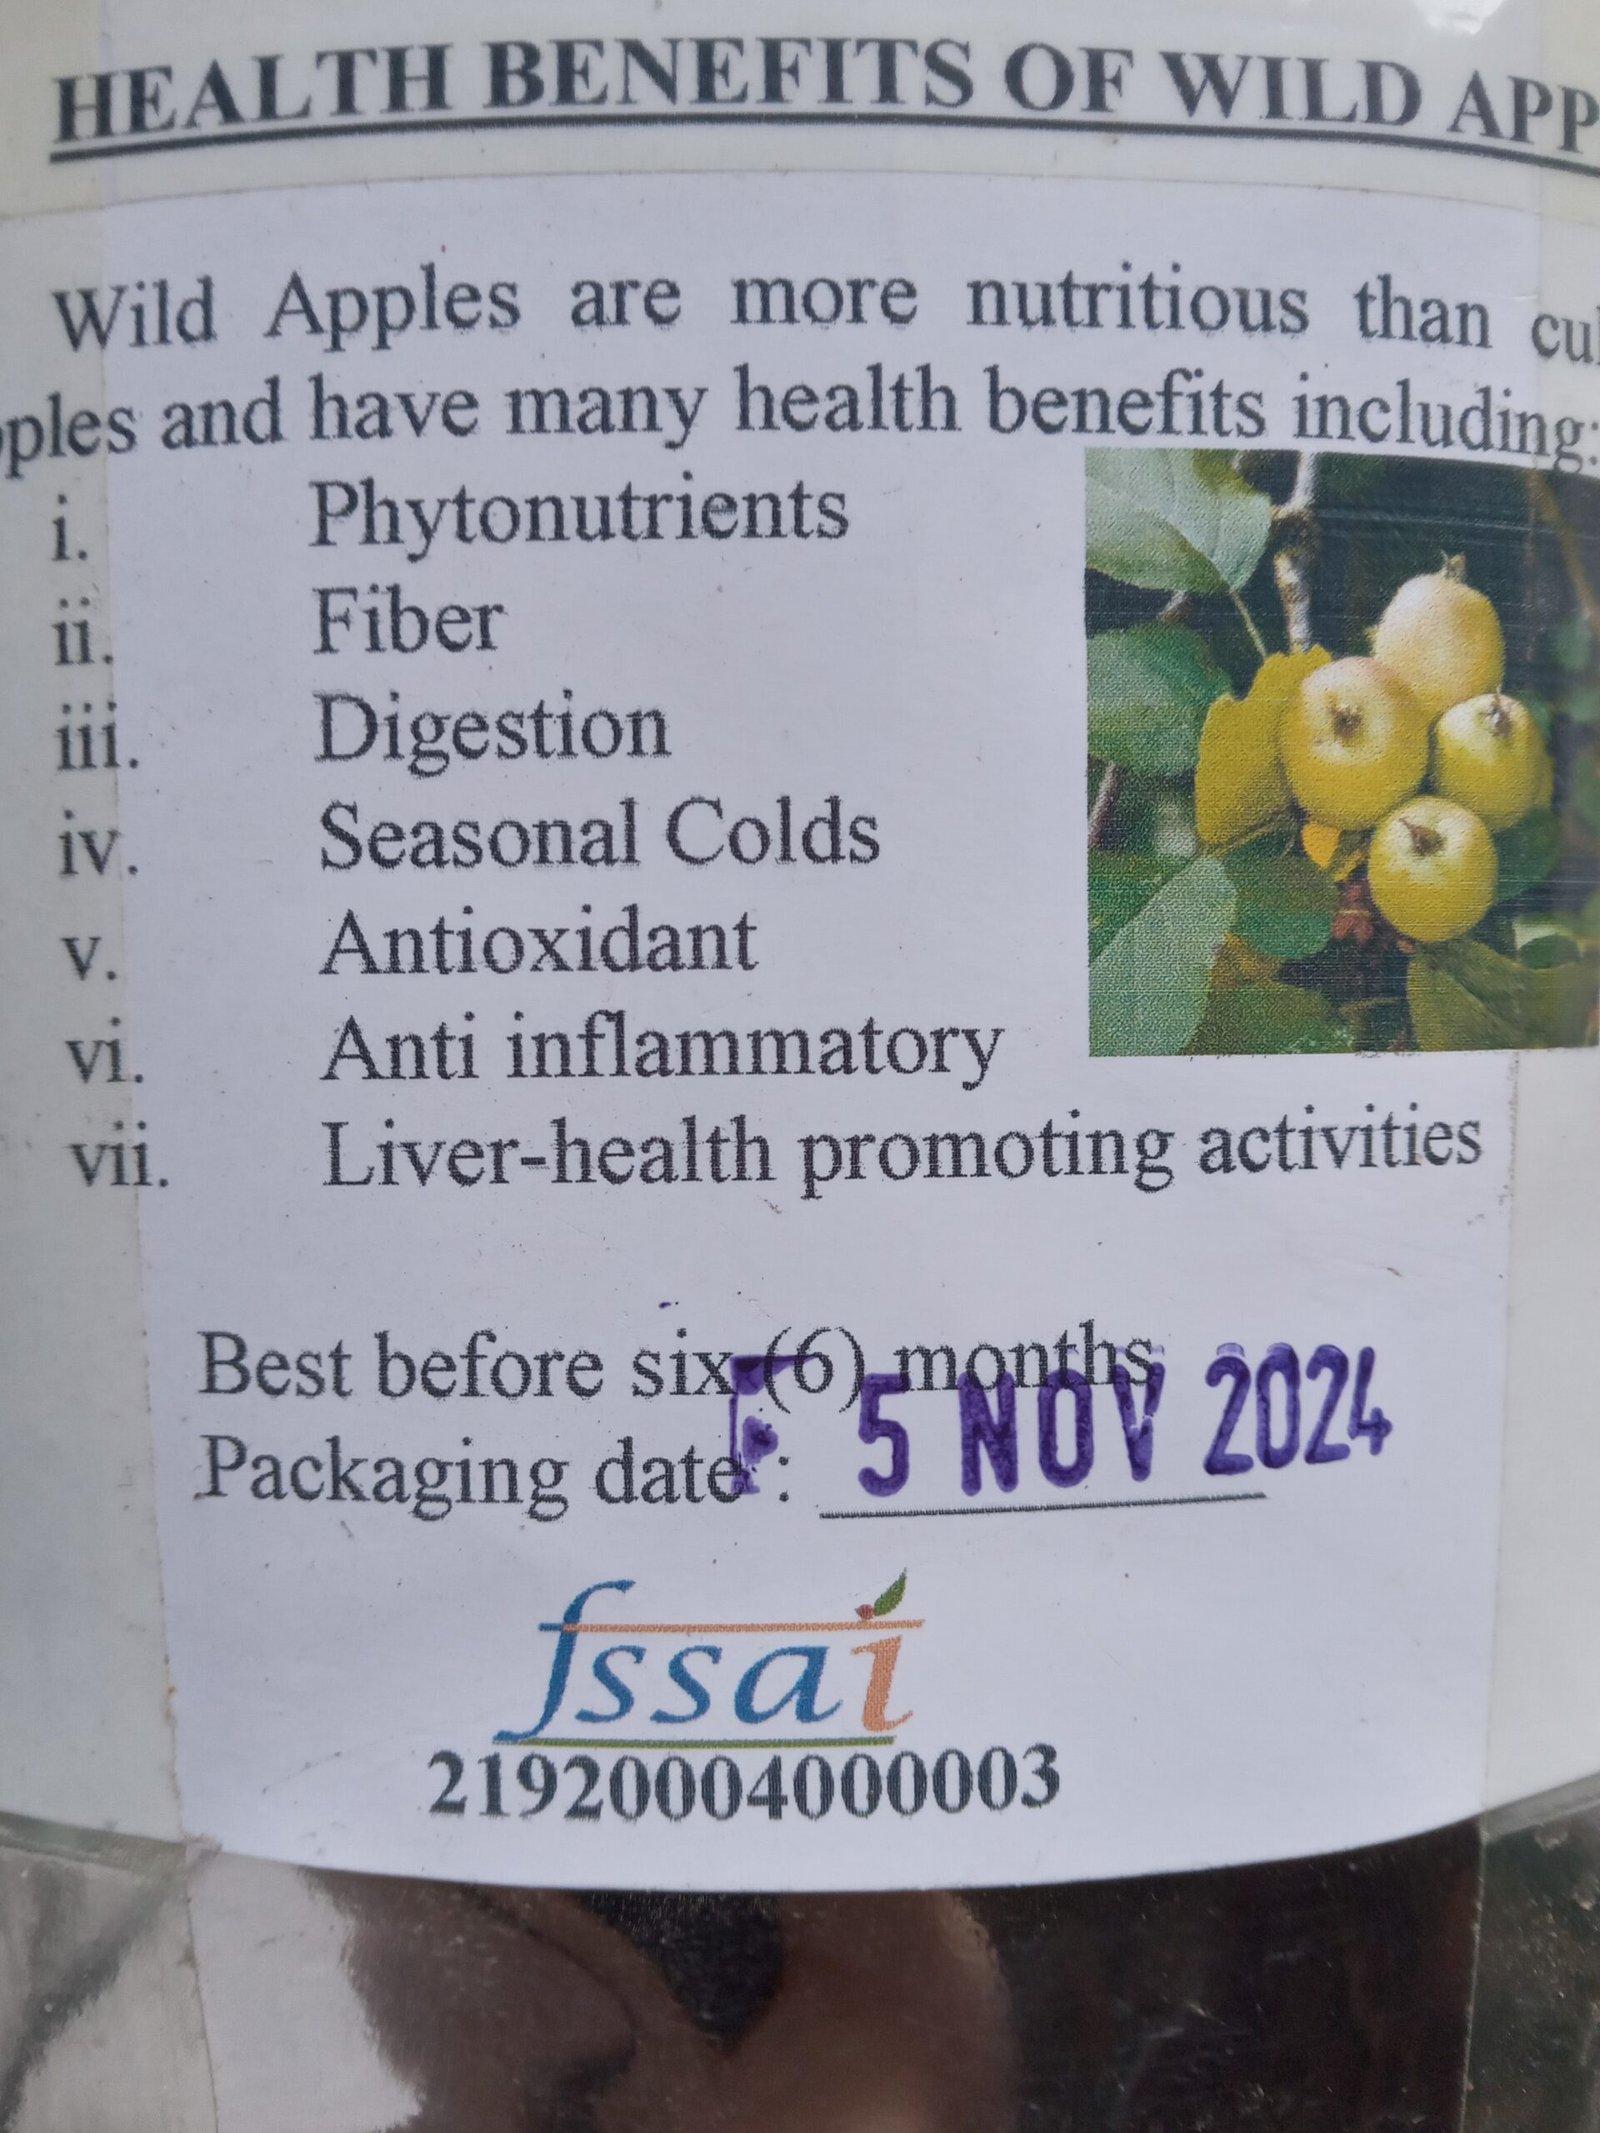 HEALTH BENEFITS OF WILD APP
Wild Apples are more nutritious than cul
ples and have many health benefits including:
i. Phytonutrients
ii. Fiber
iii. Digestion
iv. Seasonal Colds
v. Antioxidant
vi. Anti inflammatory
vii. Liver-health promoting activities
Best before six (6) months
Packaging date : 5 NOV 2024
fssai
21920004000003